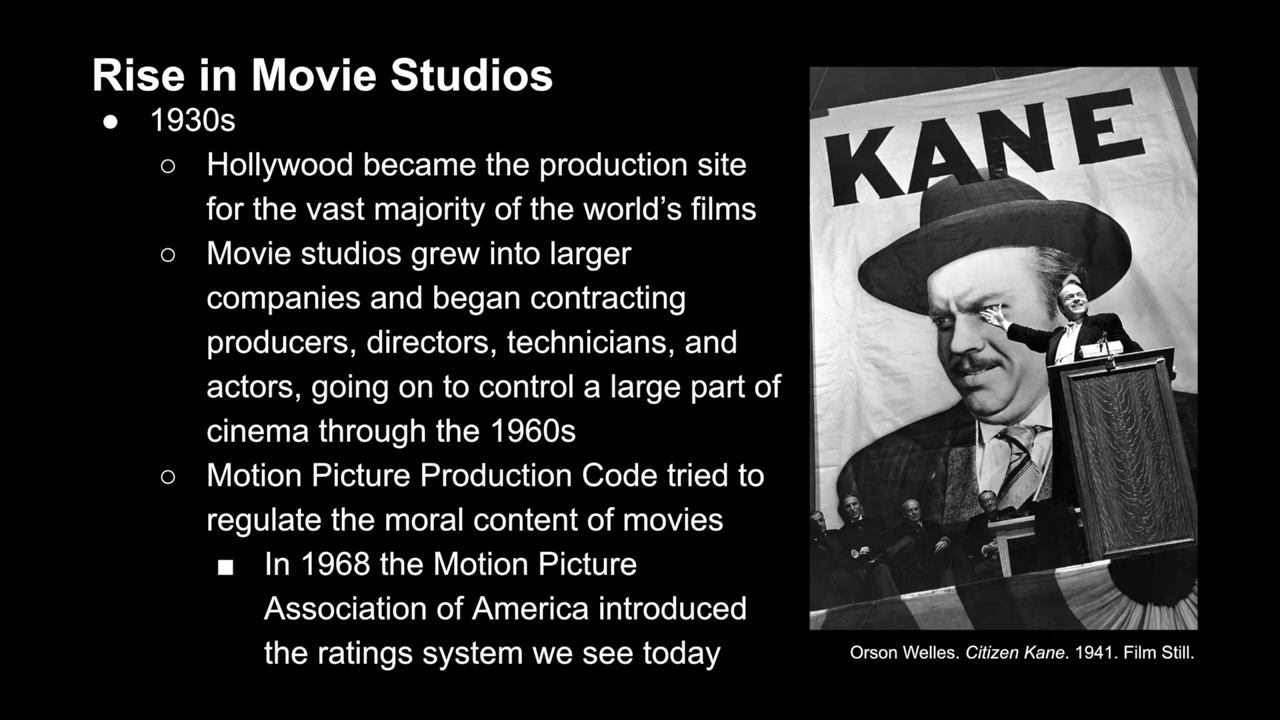 Rise in Movie Studios
● 1930s
○ Hollywood became the production site
for the vast majority of the world’s films
○ Movie studios grew into larger
companies and began contracting
producers, directors, technicians, and
actors, going on to control a large part of
cinema through the 1960s
○ Motion Picture Production Code tried to
regulate the moral content of movies
■ In 1968 the Motion Picture
Association of America introduced
the ratings system we see today
KANE
Orson Welles. Citizen Kane. 1941. Film Still.